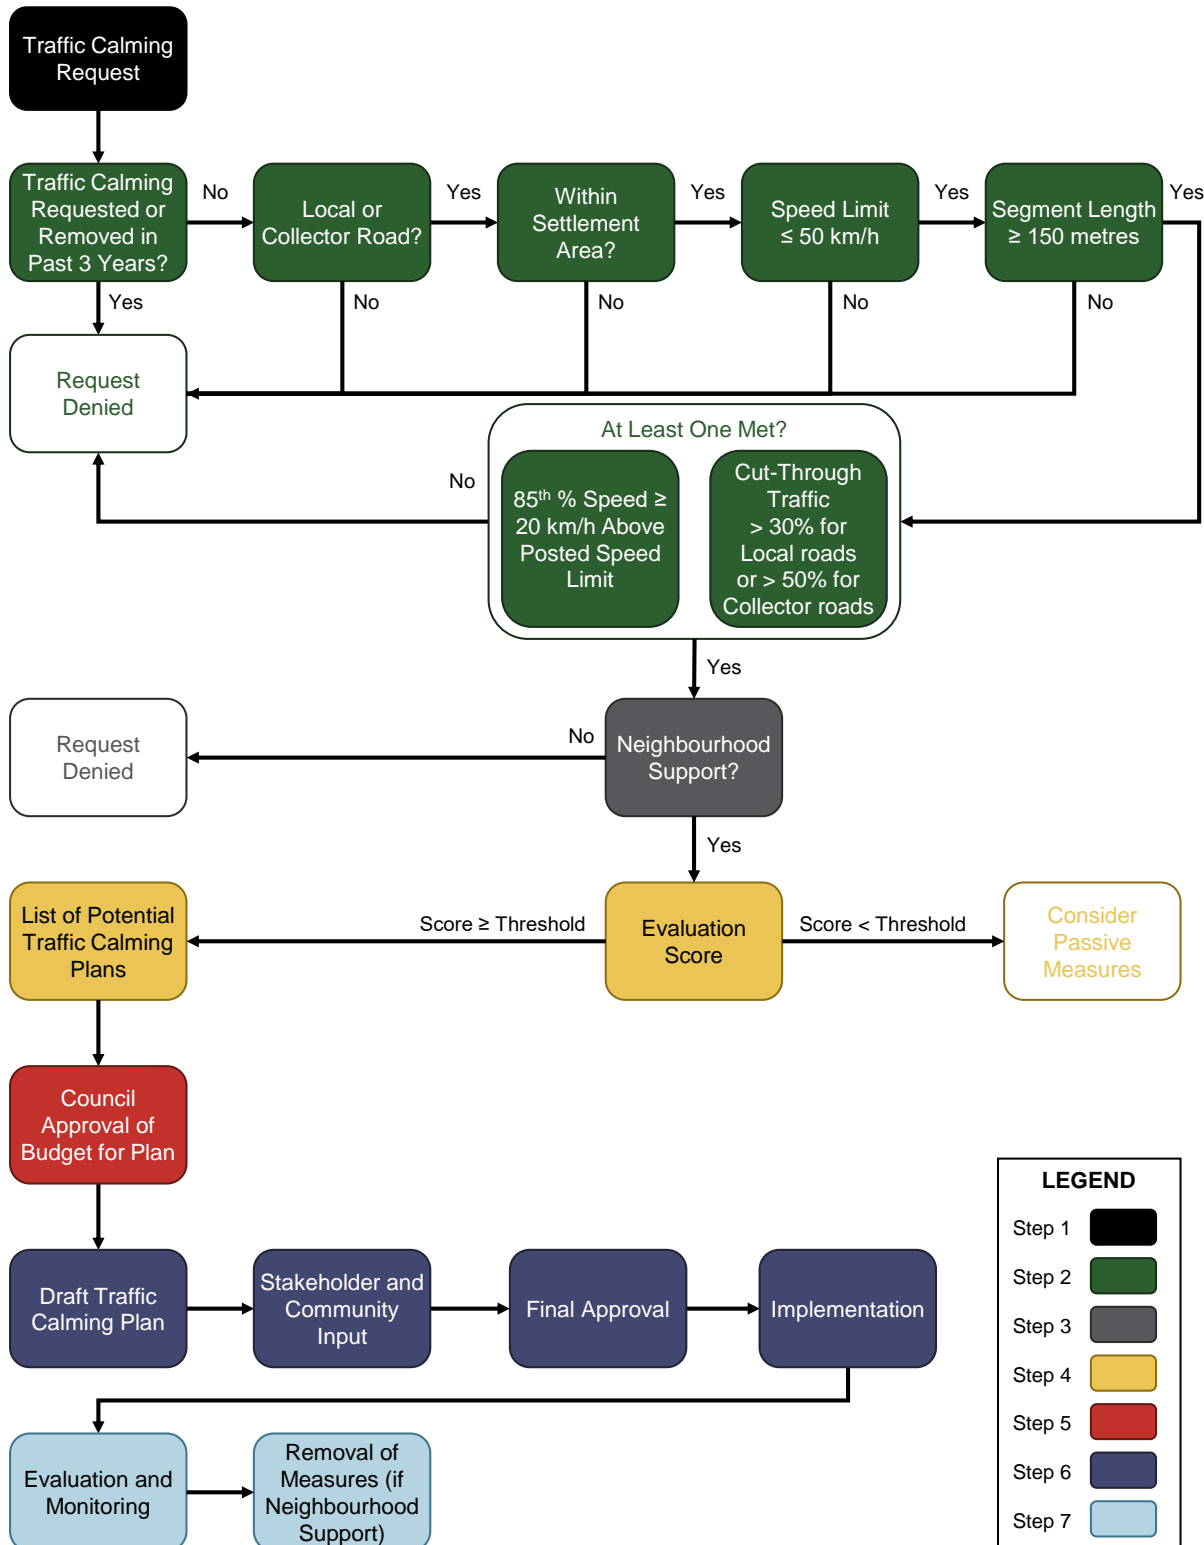 Traffic Calming
Request
Traffic Calming
Requested or
Removed in
Past 3 Years?
No
Local or
Collector Road?
Yes
Within
Settlement
Area?
Yes
Speed Limit
≤ 50 km/h
Yes
Segment Length
≥ 150 metres
Yes
Yes
No
No
No
No
Request
Denied
At Least One Met?
85th % Speed ≥
20 km/h Above
Posted Speed
Limit
Cut-Through
Traffic
> 30% for
Local roads
or > 50% for
Collector roads
No
Yes
Request
Denied
No
Neighbourhood
Support?
Yes
List of Potential
Traffic Calming
Plans
Score ≥ Threshold
Evaluation
Score
Score < Threshold
Consider
Passive
Measures
Council
Approval of
Budget for Plan
Draft Traffic
Calming Plan
Stakeholder and
Community
Input
Final Approval
Implementation
Evaluation and
Monitoring
Removal of
Measures (if
Neighbourhood
Support)
LEGEND
Step 1
Step 2
Step 3
Step 4
Step 5
Step 6
Step 7